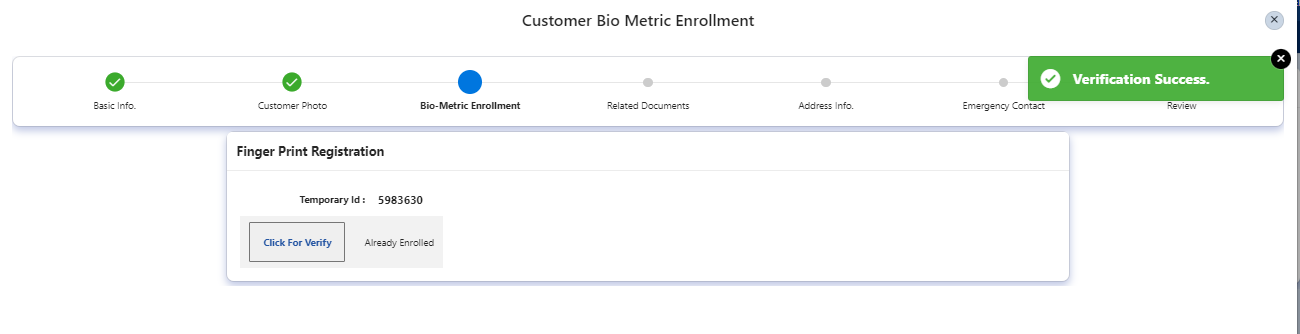 Customer Bio Metric Enrollment
Verification Success.
Basic Info.
Customer Photo
Bio-Metric Enrollment
Related Documents
Address Info.
Emergency Contact
Review
Finger Print Registration
Temporary Id : 5983630
Click For Verify Already Enrolled